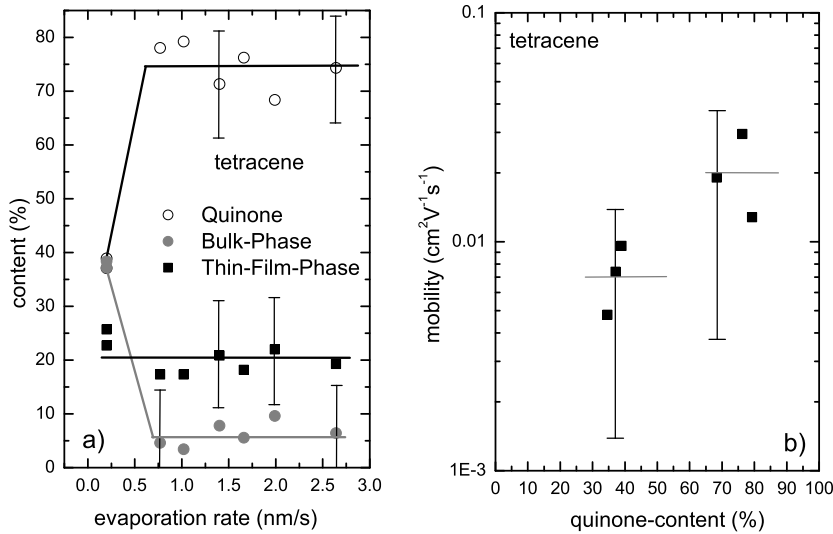 80
70
60
50
40
30
20
10
0
content (%)
tetracene
Quinone
Bulk-Phase
Thin-Film-Phase
a)
0.0 0.5 1.0 1.5 2.0 2.5 3.0
evaporation rate (nm/s)
0.1
0.01
1E-3
mobility (cm²V⁻¹s⁻¹)
tetracene
b)
0 10 20 30 40 50 60 70 80 90 100
quinone-content (%)